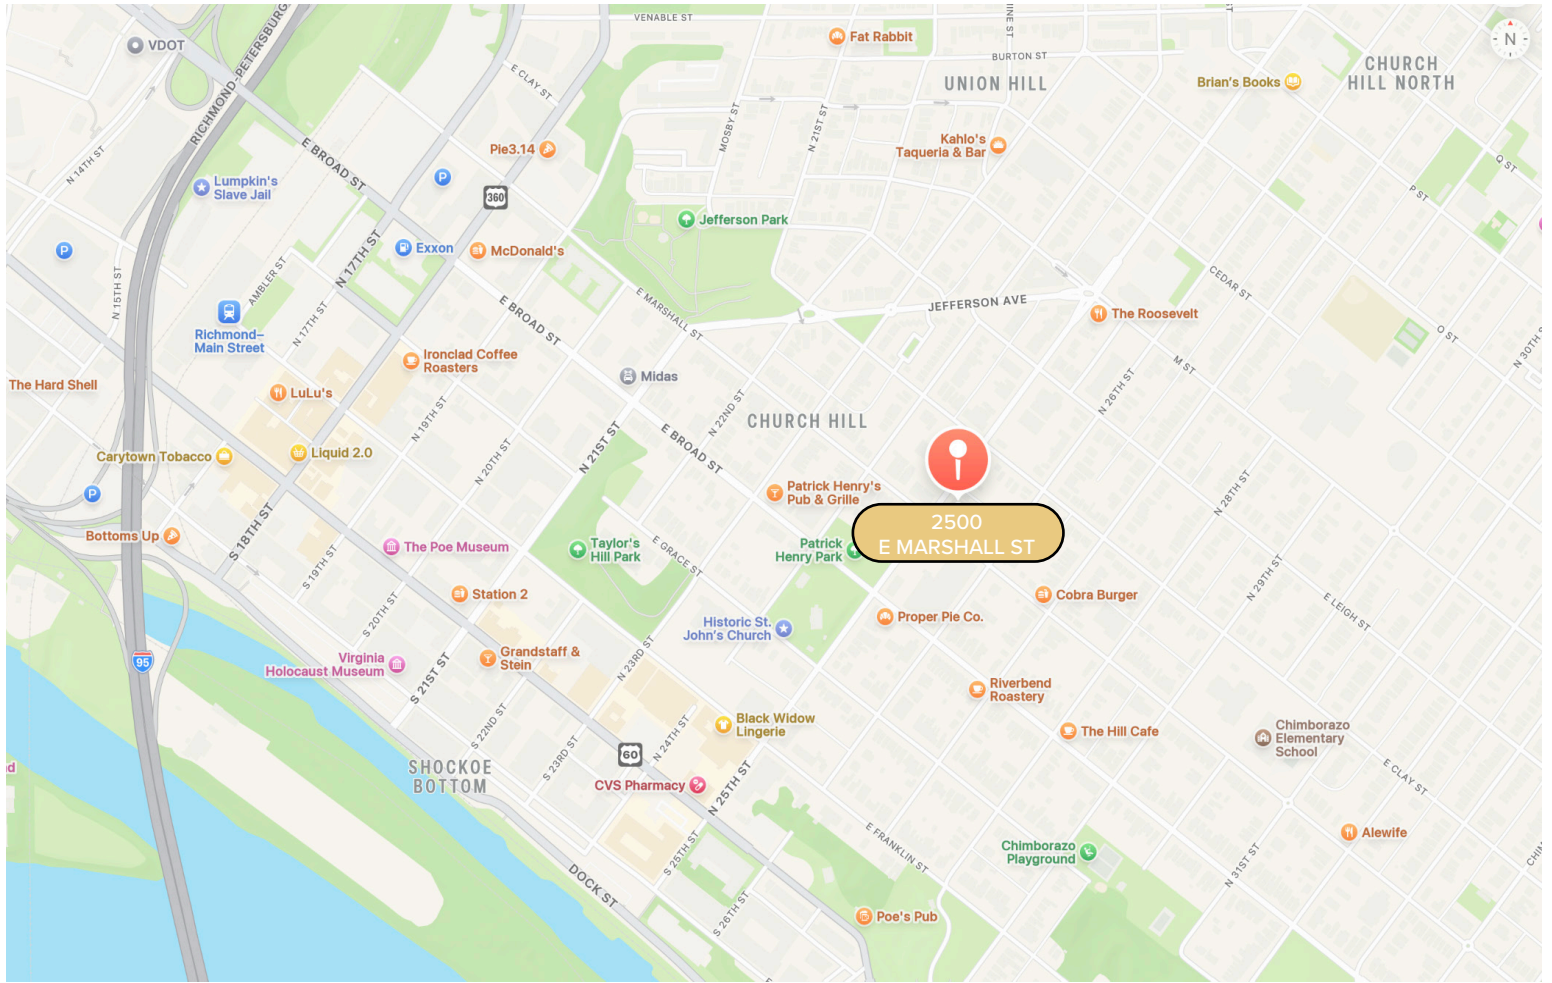 VENABLE ST
INE ST
Fat Rabbit
N
VDOT
RICHMOND-PETERSBURG
E CLAY ST
BURTON ST
CHURCH
HILL NORTH
UNION HILL
Brian's Books
MOSBY ST
N 21ST ST
Kahlo's
Taqueria & Bar
Pie3.14
E BROAD ST
N 14TH ST
P
Q ST
P ST
Lumpkin's
Slave Jail
360
Jefferson Park
P
N 17TH ST
Exxon
McDonald's
AMBLER ST
N 15TH ST
E MARSHALL ST
CEDAR ST
JEFFERSON AVE
The Roosevelt
E BROAD ST
N 17TH ST
Richmond–
Main Street
O ST
N 30TH S
Ironclad Coffee
Roasters
M ST
The Hard Shell
LuLu's
Midas
N 26TH ST
N 19TH ST
N 22ND ST
CHURCH HILL
N 21ST ST
E BROAD ST
Carytown Tobacco
Liquid 2.0
N 20TH ST
P
Patrick Henry's
Pub & Grille
N 28TH ST
2500
E MARSHALL ST
S 18TH ST
Bottoms Up
The Poe Museum
Taylor's
Hill Park
E GRACE ST
Patrick
Henry Park
S 19TH ST
N 29TH ST
Station 2
Cobra Burger
E LEIGH ST
S 20TH ST
Proper Pie Co.
Historic St.
John's Church
95
Virginia
Holocaust Museum
Grandstaff &
Stein
N 23RD ST
S 21ST ST
Riverbend
Roastery
S 22ND ST
Black Widow
Lingerie
N 24TH ST
The Hill Cafe
Chimborazo
Elementary
School
60
S 23RD ST
d
SHOCKOE
BOTTOM
CVS Pharmacy
N 25TH ST
E CLAY ST
Alewife
E FRANKLIN ST
Chimborazo
Playground
S 25TH ST
CHIM
N 31ST ST
DOCK ST
S 26TH ST
Poe's Pub